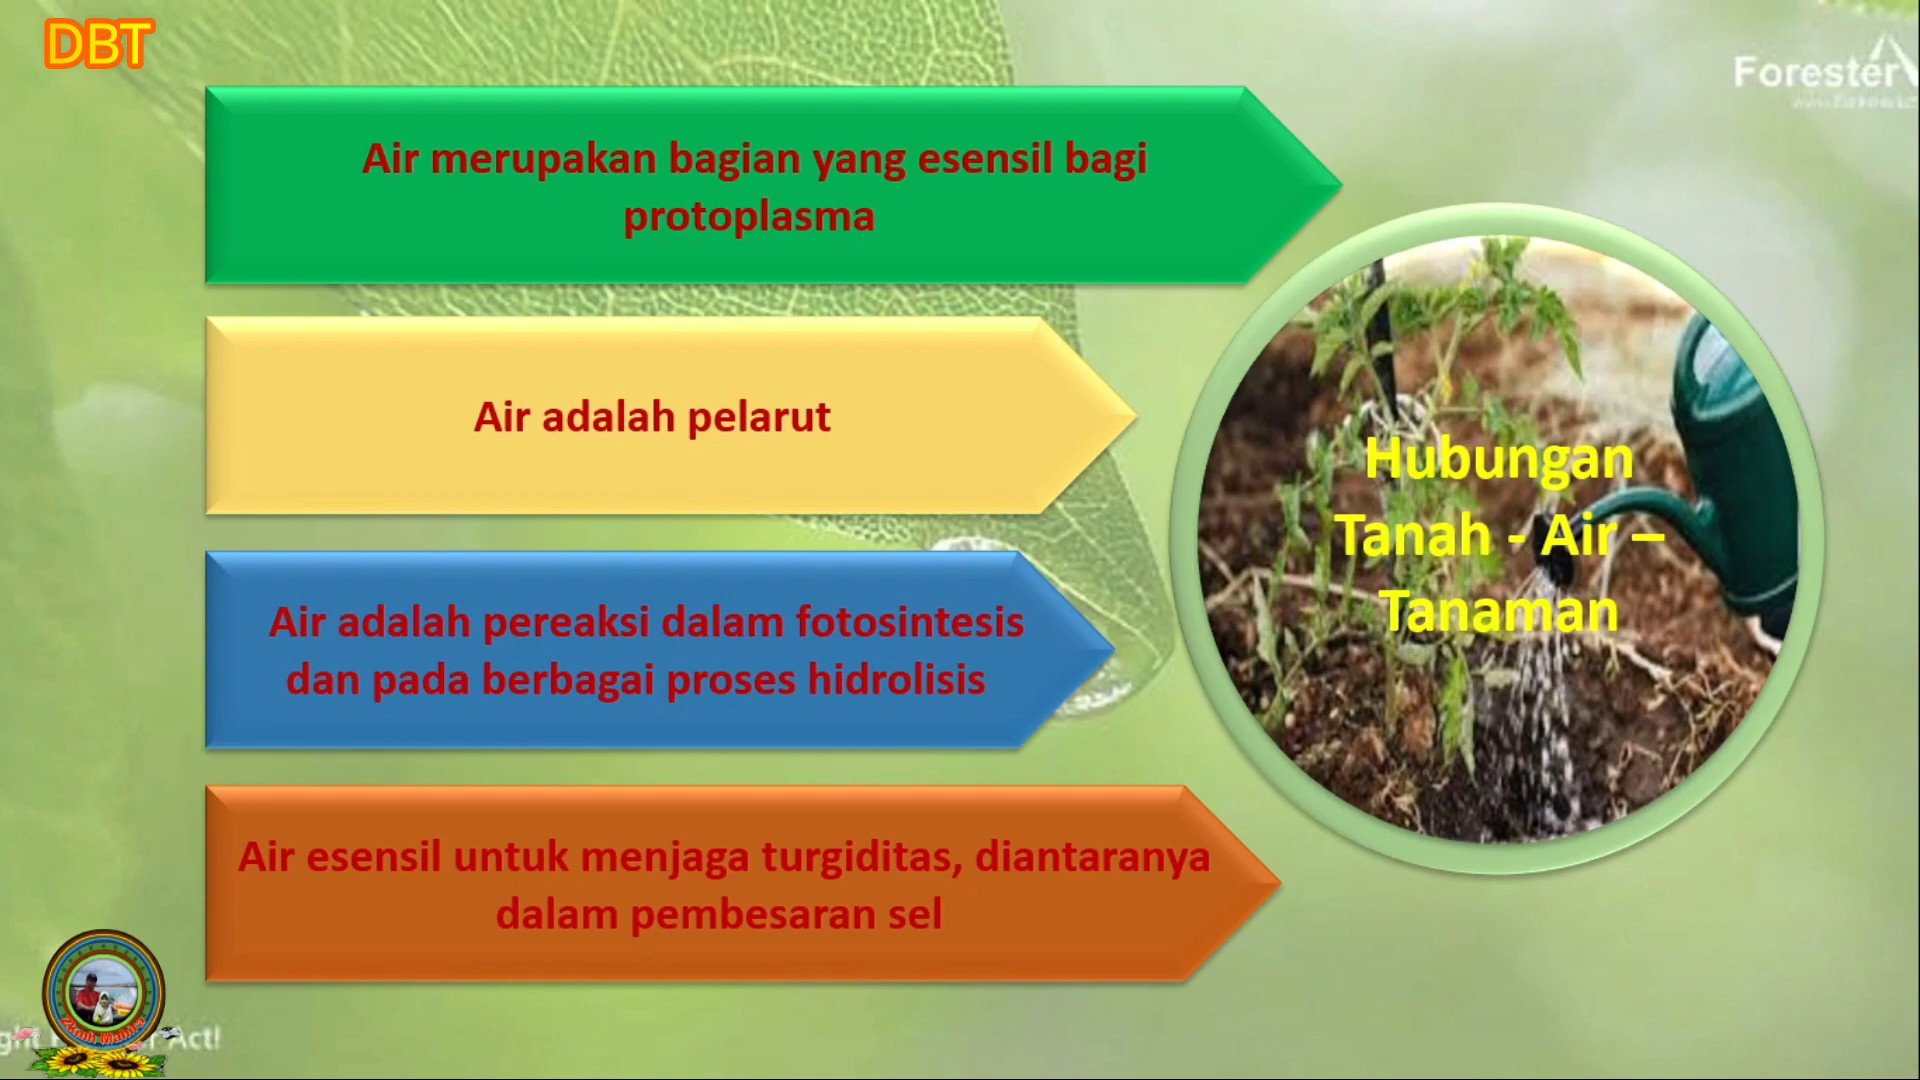 DBT
Forester
Air merupakan bagian yang esensil bagi
protoplasma
Air adalah pelarut
Air adalah pereaksi dalam fotosintesis
dan pada berbagai proses hidrolisis
Air esensil untuk menjaga turgiditas, diantaranya
dalam pembesaran sel
Hubungan
Tanah - Air –
Tanaman
Act!